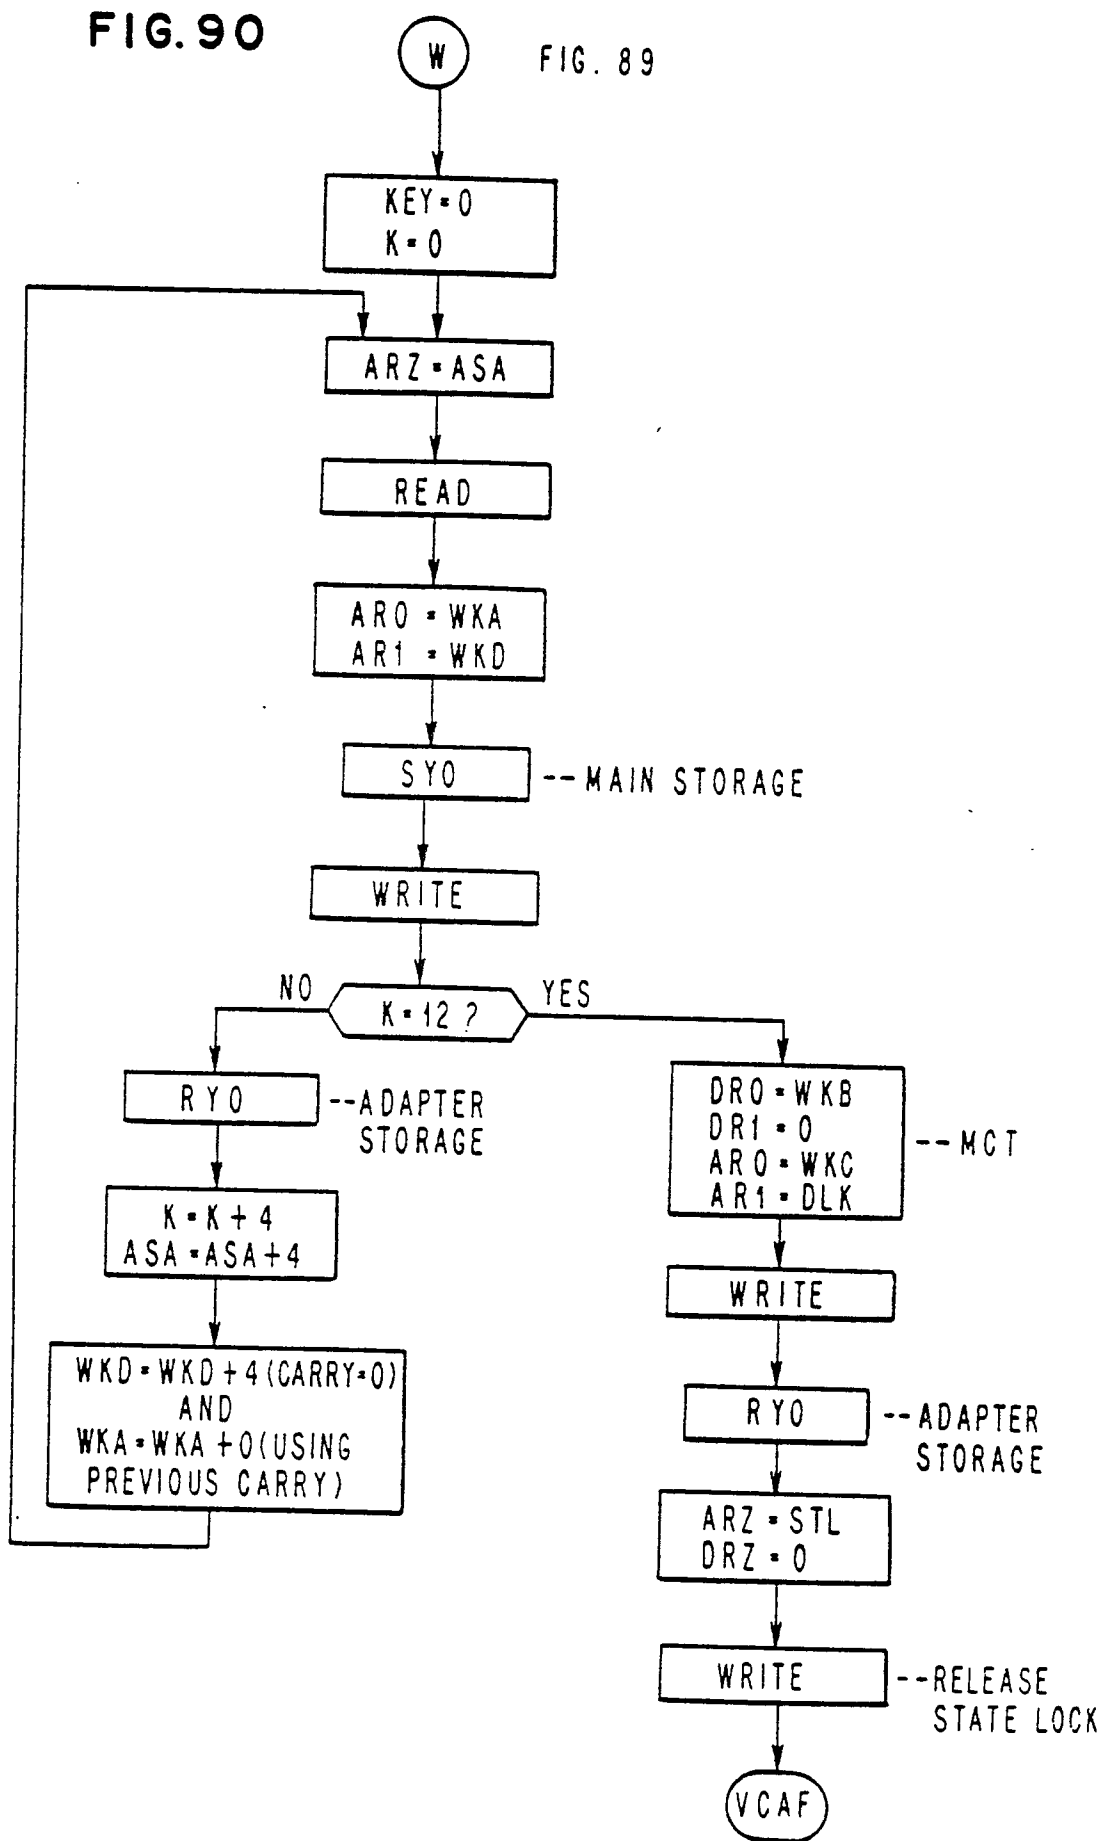 FIG. 90
W
FIG. 89
KEY=0
K=0
ARZ=ASA
READ
AR0 = WKA
AR1 = WKD
SYO
--MAIN STORAGE
WRITE
NO
K=12?
YES
RYO
--ADAPTER
STORAGE
K=K+4
ASA=ASA+4
WKD=WKD+4(CARRY=0)
AND
WKA=WKA+0(USING
PREVIOUS CARRY)
DR0=WKB
DR1=0
AR0=WKC
AR1=DLK
--MCT
WRITE
RYO
--ADAPTER
STORAGE
ARZ=STL
DRZ=0
WRITE
--RELEASE
STATE LOCK
VCAF